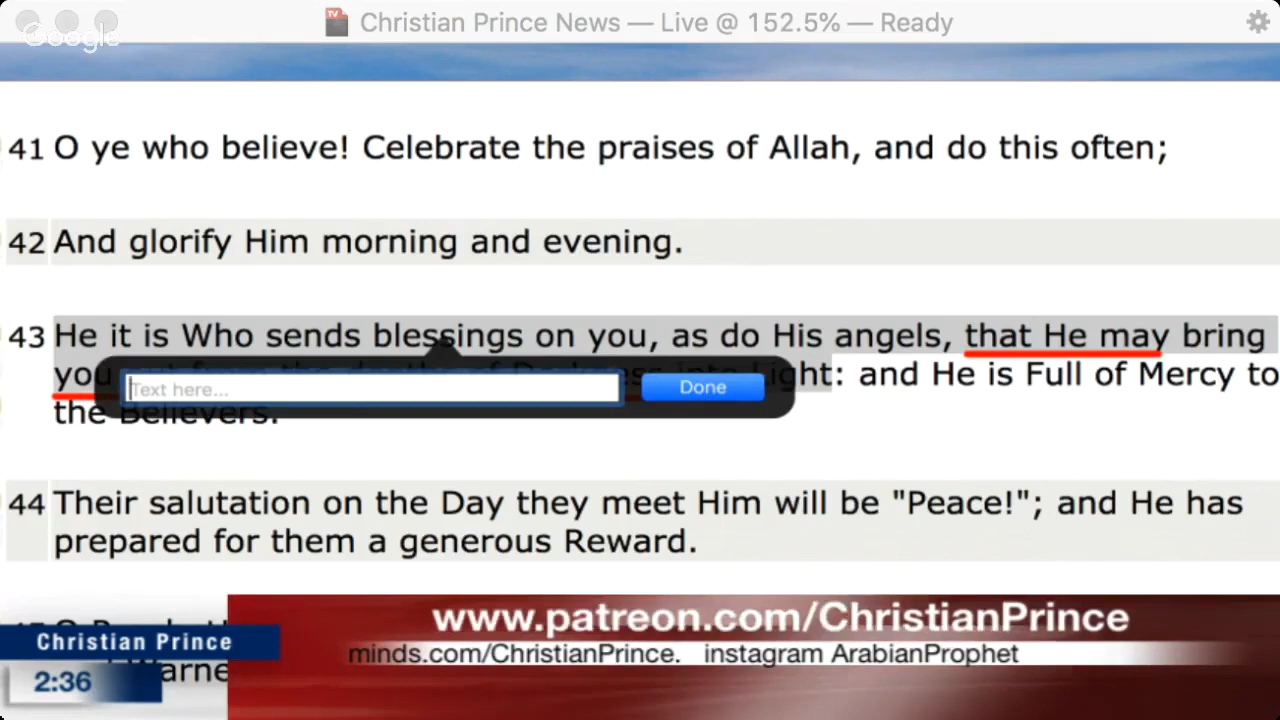 Christian Prince News — Live @ 152.5% — Ready
Google
41 O ye who believe! Celebrate the praises of Allah, and do this often;
42 And glorify Him morning and evening.
43 He it is Who sends blessings on you, as do His angels, that He may bring
you Light: and He is Full of Mercy to
Text here...
Done
the Believers.
44 Their salutation on the Day they meet Him will be "Peace!"; and He has
prepared for them a generous Reward.
www.patreon.com/ChristianPrince
Christian Prince
minds.com/ChristianPrince. instagram ArabianProphet
2:36